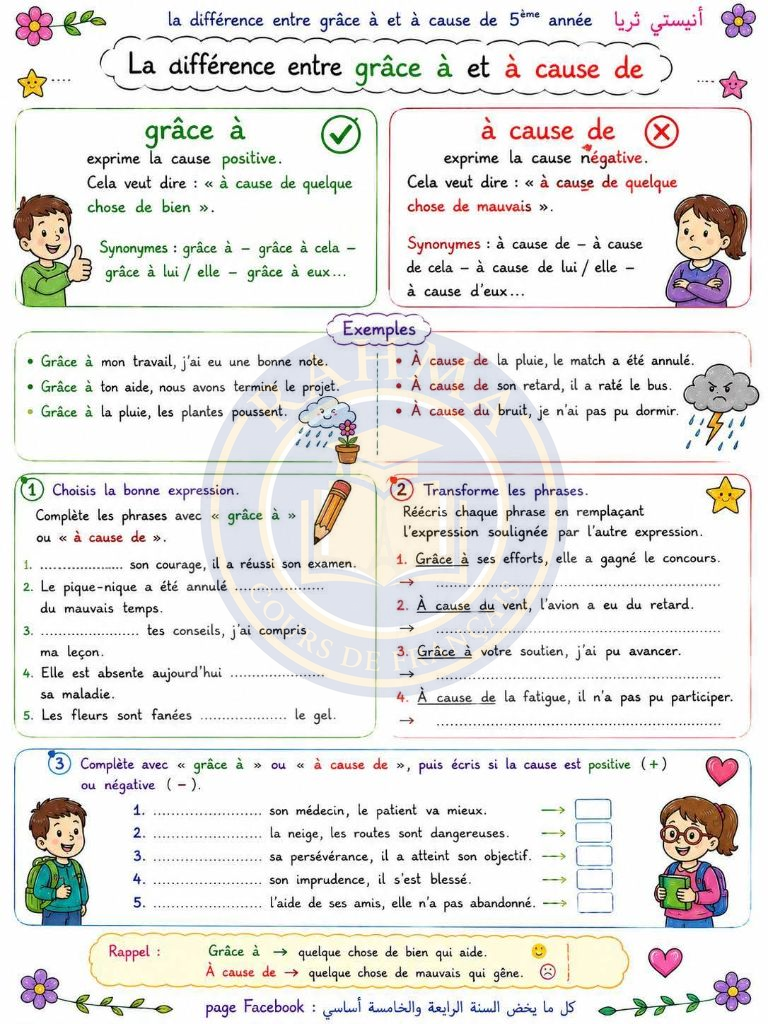 la différence entre grâce à et à cause de 5ème année أنيستي ثريا
La différence entre grâce à et à cause de
grâce à
exprime la cause positive.
Cela veut dire : « à cause de quelque
chose de bien ».
Synonymes : grâce à – grâce à cela –
grâce à lui / elle – grâce à eux...
à cause de
exprime la cause négative.
Cela veut dire : « à cause de quelque
chose de mauvais ».
Synonymes : à cause de – à cause
de cela – à cause de lui / elle –
à cause d'eux...
Exemples
• Grâce à mon travail, j'ai eu une bonne note.
• Grâce à ton aide, nous avons terminé le projet.
• Grâce à la pluie, les plantes poussent.
• À cause de la pluie, le match a été annulé.
• À cause de son retard, il a raté le bus.
• À cause du bruit, je n'ai pas pu dormir.
RAHMA
COURS DE FRANÇAIS
1 Choisis la bonne expression.
Complète les phrases avec « grâce à »
ou « à cause de ».
1. ........................ son courage, il a réussi son examen.
2. Le pique-nique a été annulé ........................
du mauvais temps.
3. ........................ tes conseils, j'ai compris
ma leçon.
4. Elle est absente aujourd'hui ........................
sa maladie.
5. Les fleurs sont fanées ........................ le gel.
2 Transforme les phrases.
Réécris chaque phrase en remplaçant
l'expression soulignée par l'autre expression.
1. Grâce à ses efforts, elle a gagné le concours.
→ ........................
2. À cause du vent, l'avion a eu du retard.
→ ........................
3. Grâce à votre soutien, j'ai pu avancer.
→ ........................
4. À cause de la fatigue, il n'a pas pu participer.
→ ........................
3 Complète avec « grâce à » ou « à cause de », puis écris si la cause est positive (+)
ou négative (–).
1. ........................ son médecin, le patient va mieux. →
2. ........................ la neige, les routes sont dangereuses. →
3. ........................ sa persévérance, il a atteint son objectif. →
4. ........................ son imprudence, il s'est blessé. →
5. ........................ l'aide de ses amis, elle n'a pas abandonné. →
Rappel : Grâce à → quelque chose de bien qui aide.
À cause de → quelque chose de mauvais qui gêne.
page Facebook : كل ما يخض السنة الرابعة والخامسة أساسي